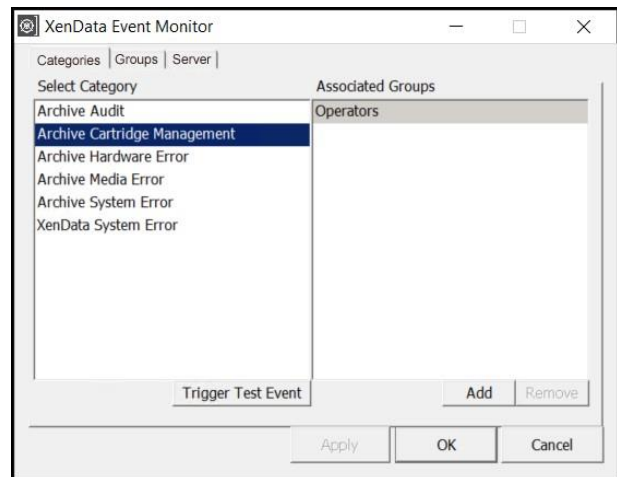 XenData Event Monitor
Categories Groups Server
Select Category Associated Groups
Archive Audit Operators
Archive Cartridge Management
Archive Hardware Error
Archive Media Error
Archive System Error
XenData System Error
Trigger Test Event Add Remove
Apply OK Cancel